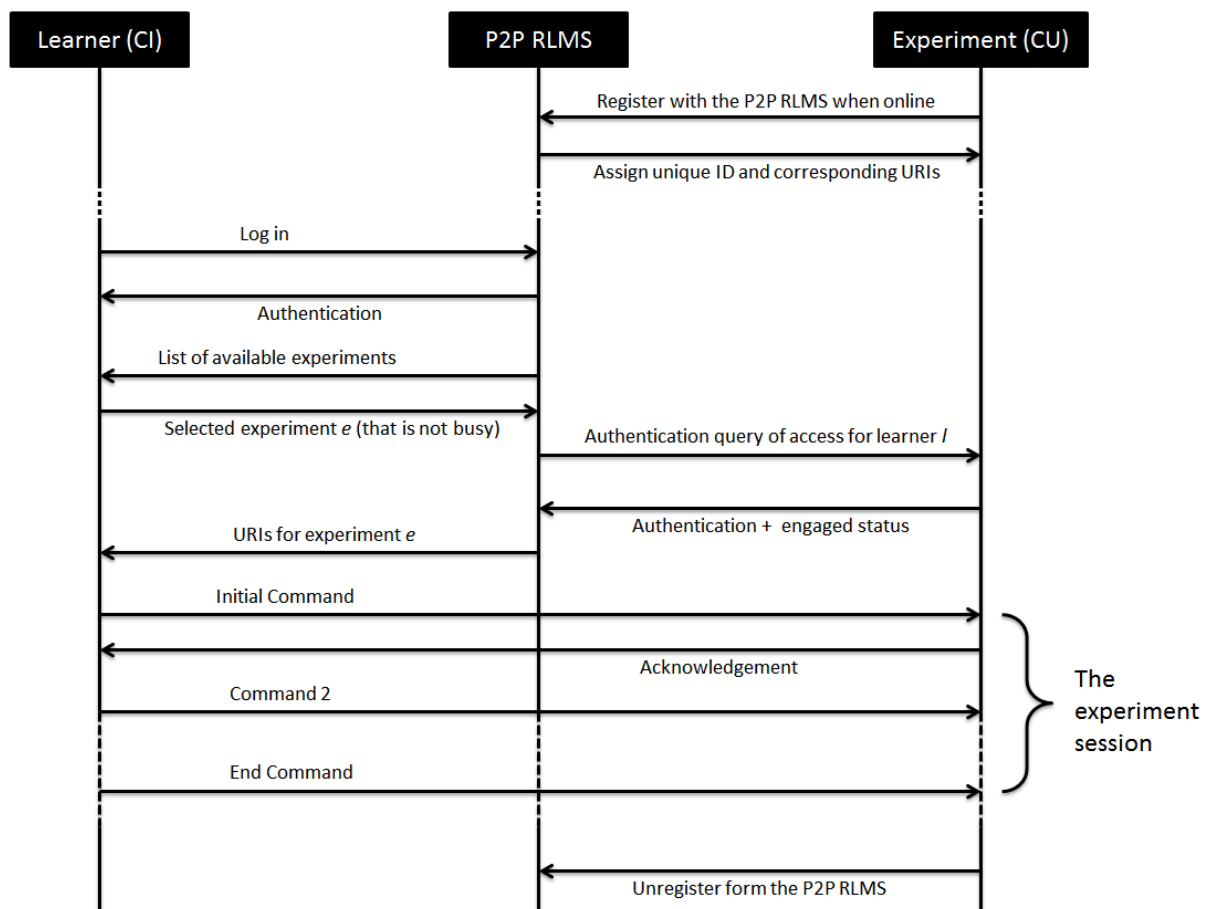 Learner (CI)
P2P RLMS
Experiment (CU)
Register with the P2P RLMS when online
Assign unique ID and corresponding URIs
Log in
Authentication
List of available experiments
Selected experiment e (that is not busy)
Authentication query of access for learner l
Authentication + engaged status
URIs for experiment e
Initial Command
Acknowledgement
Command 2
The
experiment
session
End Command
Unregister form the P2P RLMS